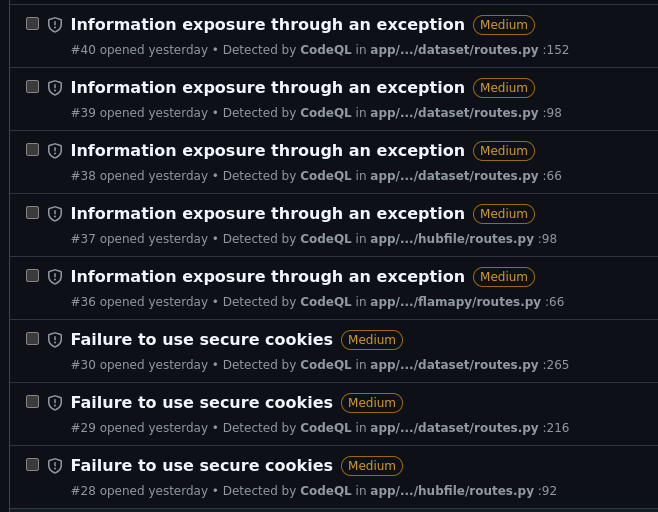 Information exposure through an exception Medium
#40 opened yesterday • Detected by CodeQL in app/.../dataset/routes.py :152
Information exposure through an exception Medium
#39 opened yesterday • Detected by CodeQL in app/.../dataset/routes.py :98
Information exposure through an exception Medium
#38 opened yesterday • Detected by CodeQL in app/.../dataset/routes.py :66
Information exposure through an exception Medium
#37 opened yesterday • Detected by CodeQL in app/.../hubfile/routes.py :98
Information exposure through an exception Medium
#36 opened yesterday • Detected by CodeQL in app/.../flamapy/routes.py :66
Failure to use secure cookies Medium
#30 opened yesterday • Detected by CodeQL in app/.../dataset/routes.py :265
Failure to use secure cookies Medium
#29 opened yesterday • Detected by CodeQL in app/.../dataset/routes.py :216
Failure to use secure cookies Medium
#28 opened yesterday • Detected by CodeQL in app/.../hubfile/routes.py :92